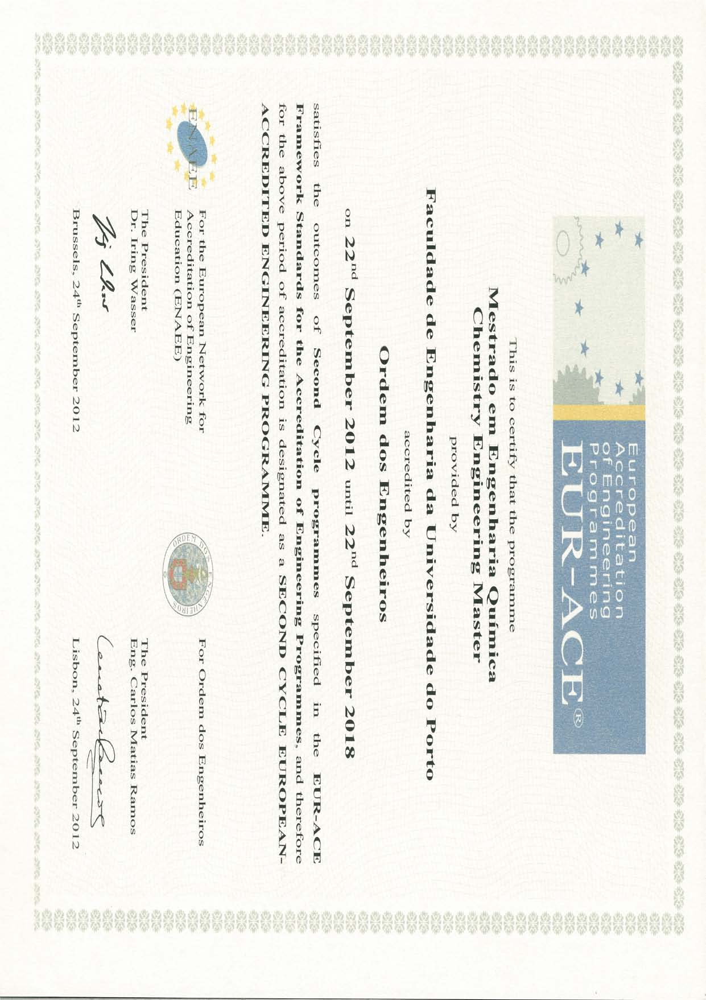 European
Accreditation
of Engineering
Programmes
EUR-ACE®
This is to certify that the programme
Mestrado em Engenharia Química
Chemistry Engineering Master
provided by
Faculdade de Engenharia da Universidade do Porto
accredited by
Ordem dos Engenheiros
on 22nd September 2012 until 22nd September 2018
satisfies the outcomes of Second Cycle programmes specified in the EUR-ACE
Framework Standards for the Accreditation of Engineering Programmes, and therefore
for the above period of accreditation is designated as a SECOND CYCLE EUROPEAN-
ACCREDITED ENGINEERING PROGRAMME.
ENAEE
For the European Network for
Accreditation of Engineering
Education (ENAEE)
The President
Dr. Iring Wasser
Brussels, 24th September 2012
ORDEM DOS ENGENHEIROS
For Ordem dos Engenheiros
The President
Eng. Carlos Matias Ramos
Lisbon, 24th September 2012